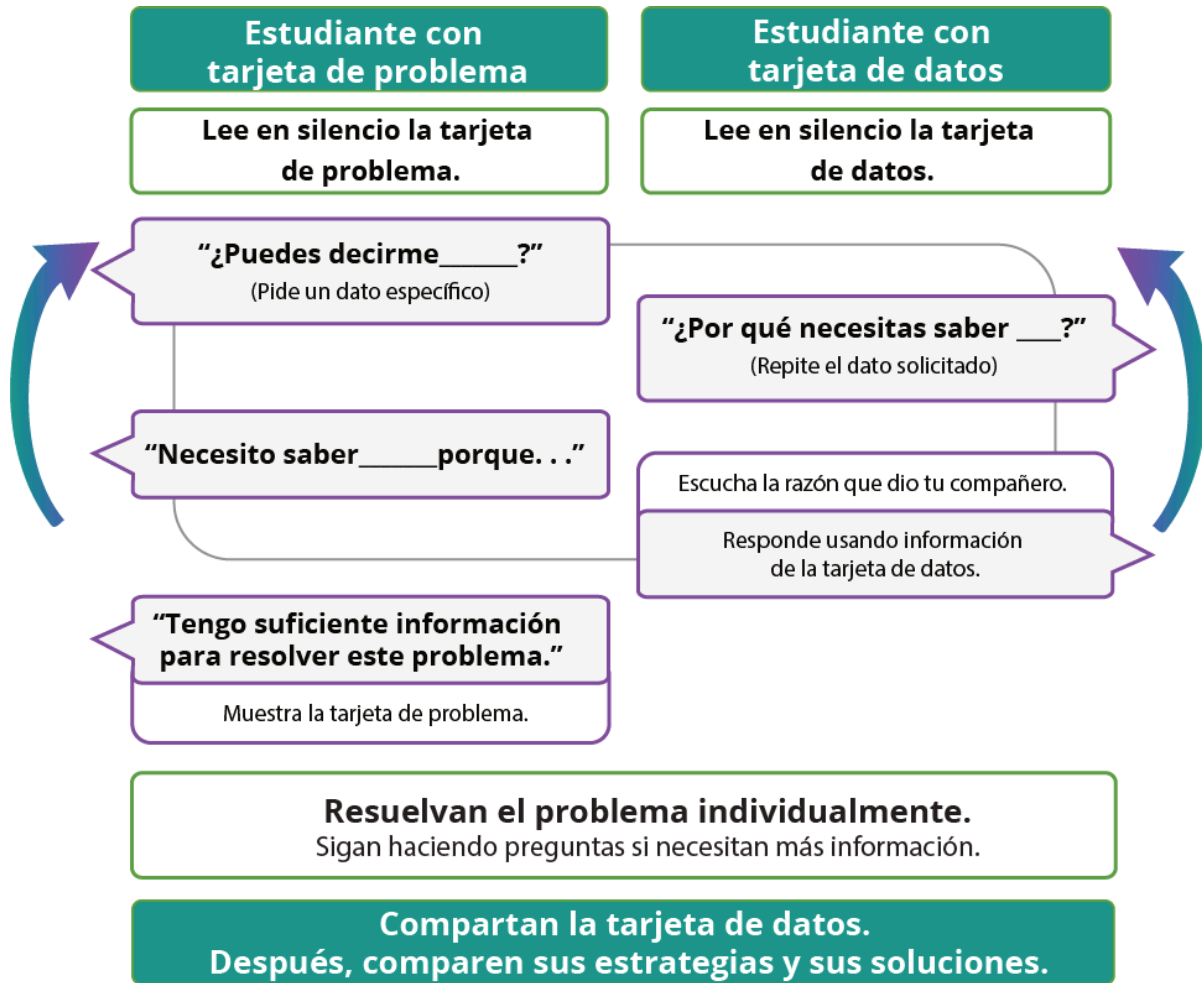 Estudiante con
tarjeta de problema
Estudiante con
tarjeta de datos
Lee en silencio la tarjeta
de problema.
Lee en silencio la tarjeta
de datos.
“¿Puedes decirme______?”
(Pide un dato específico)
“¿Por qué necesitas saber ___?”
(Repite el dato solicitado)
“Necesito saber______porque. . .”
Escucha la razón que dio tu compañero.
Responde usando información
de la tarjeta de datos.
“Tengo suficiente información
para resolver este problema.”
Muestra la tarjeta de problema.
Resuelvan el problema individualmente.
Sigan haciendo preguntas si necesitan más información.
Compartan la tarjeta de datos.
Después, comparen sus estrategias y sus soluciones.